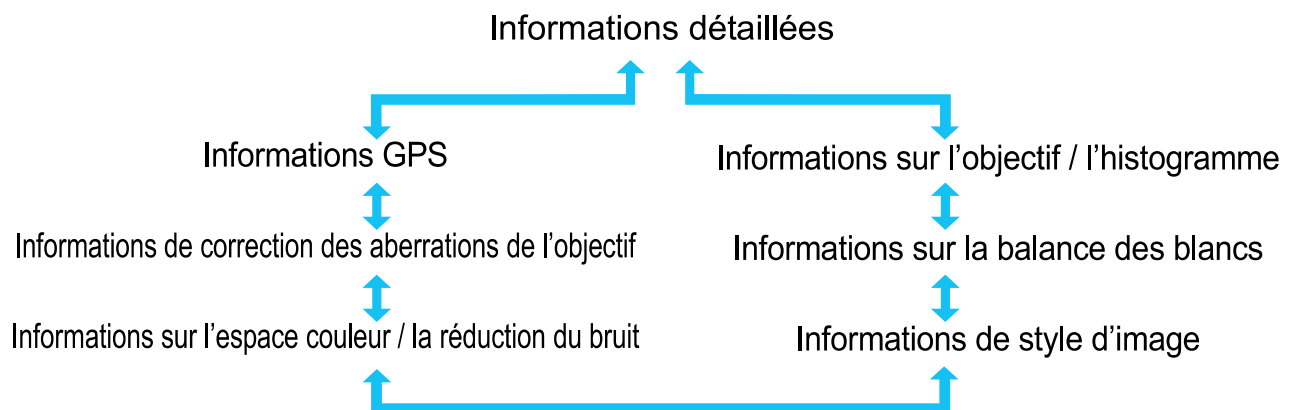 Informations détaillées
Informations GPS
Informations sur l’objectif / l’histogramme
Informations de correction des aberrations de l’objectif
Informations sur la balance des blancs
Informations sur l’espace couleur / la réduction du bruit
Informations de style d’image